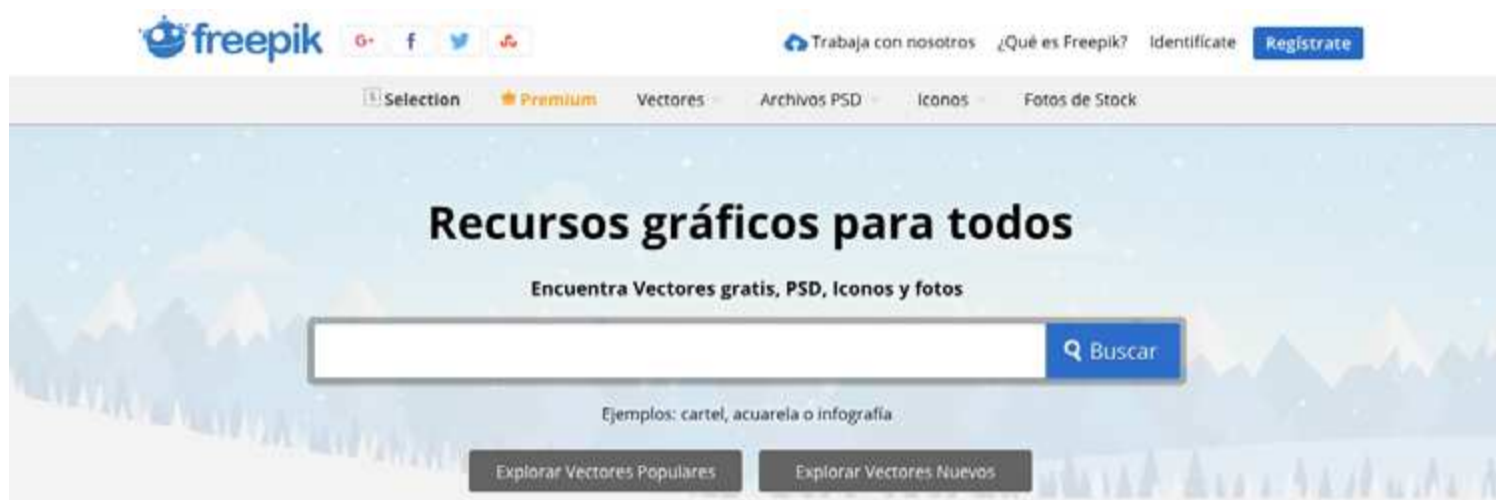 freepik G+ f Trabaja con nosotros ¿Qué es Freepik? Identifícate Regístrate
Selection Premium Vectores Archivos PSD Iconos Fotos de Stock
Recursos gráficos para todos
Encuentra Vectores gratis, PSD, Iconos y fotos
Buscar
Ejemplos: cartel, acuarela o infografía
Explorar Vectores Populares Explorar Vectores Nuevos